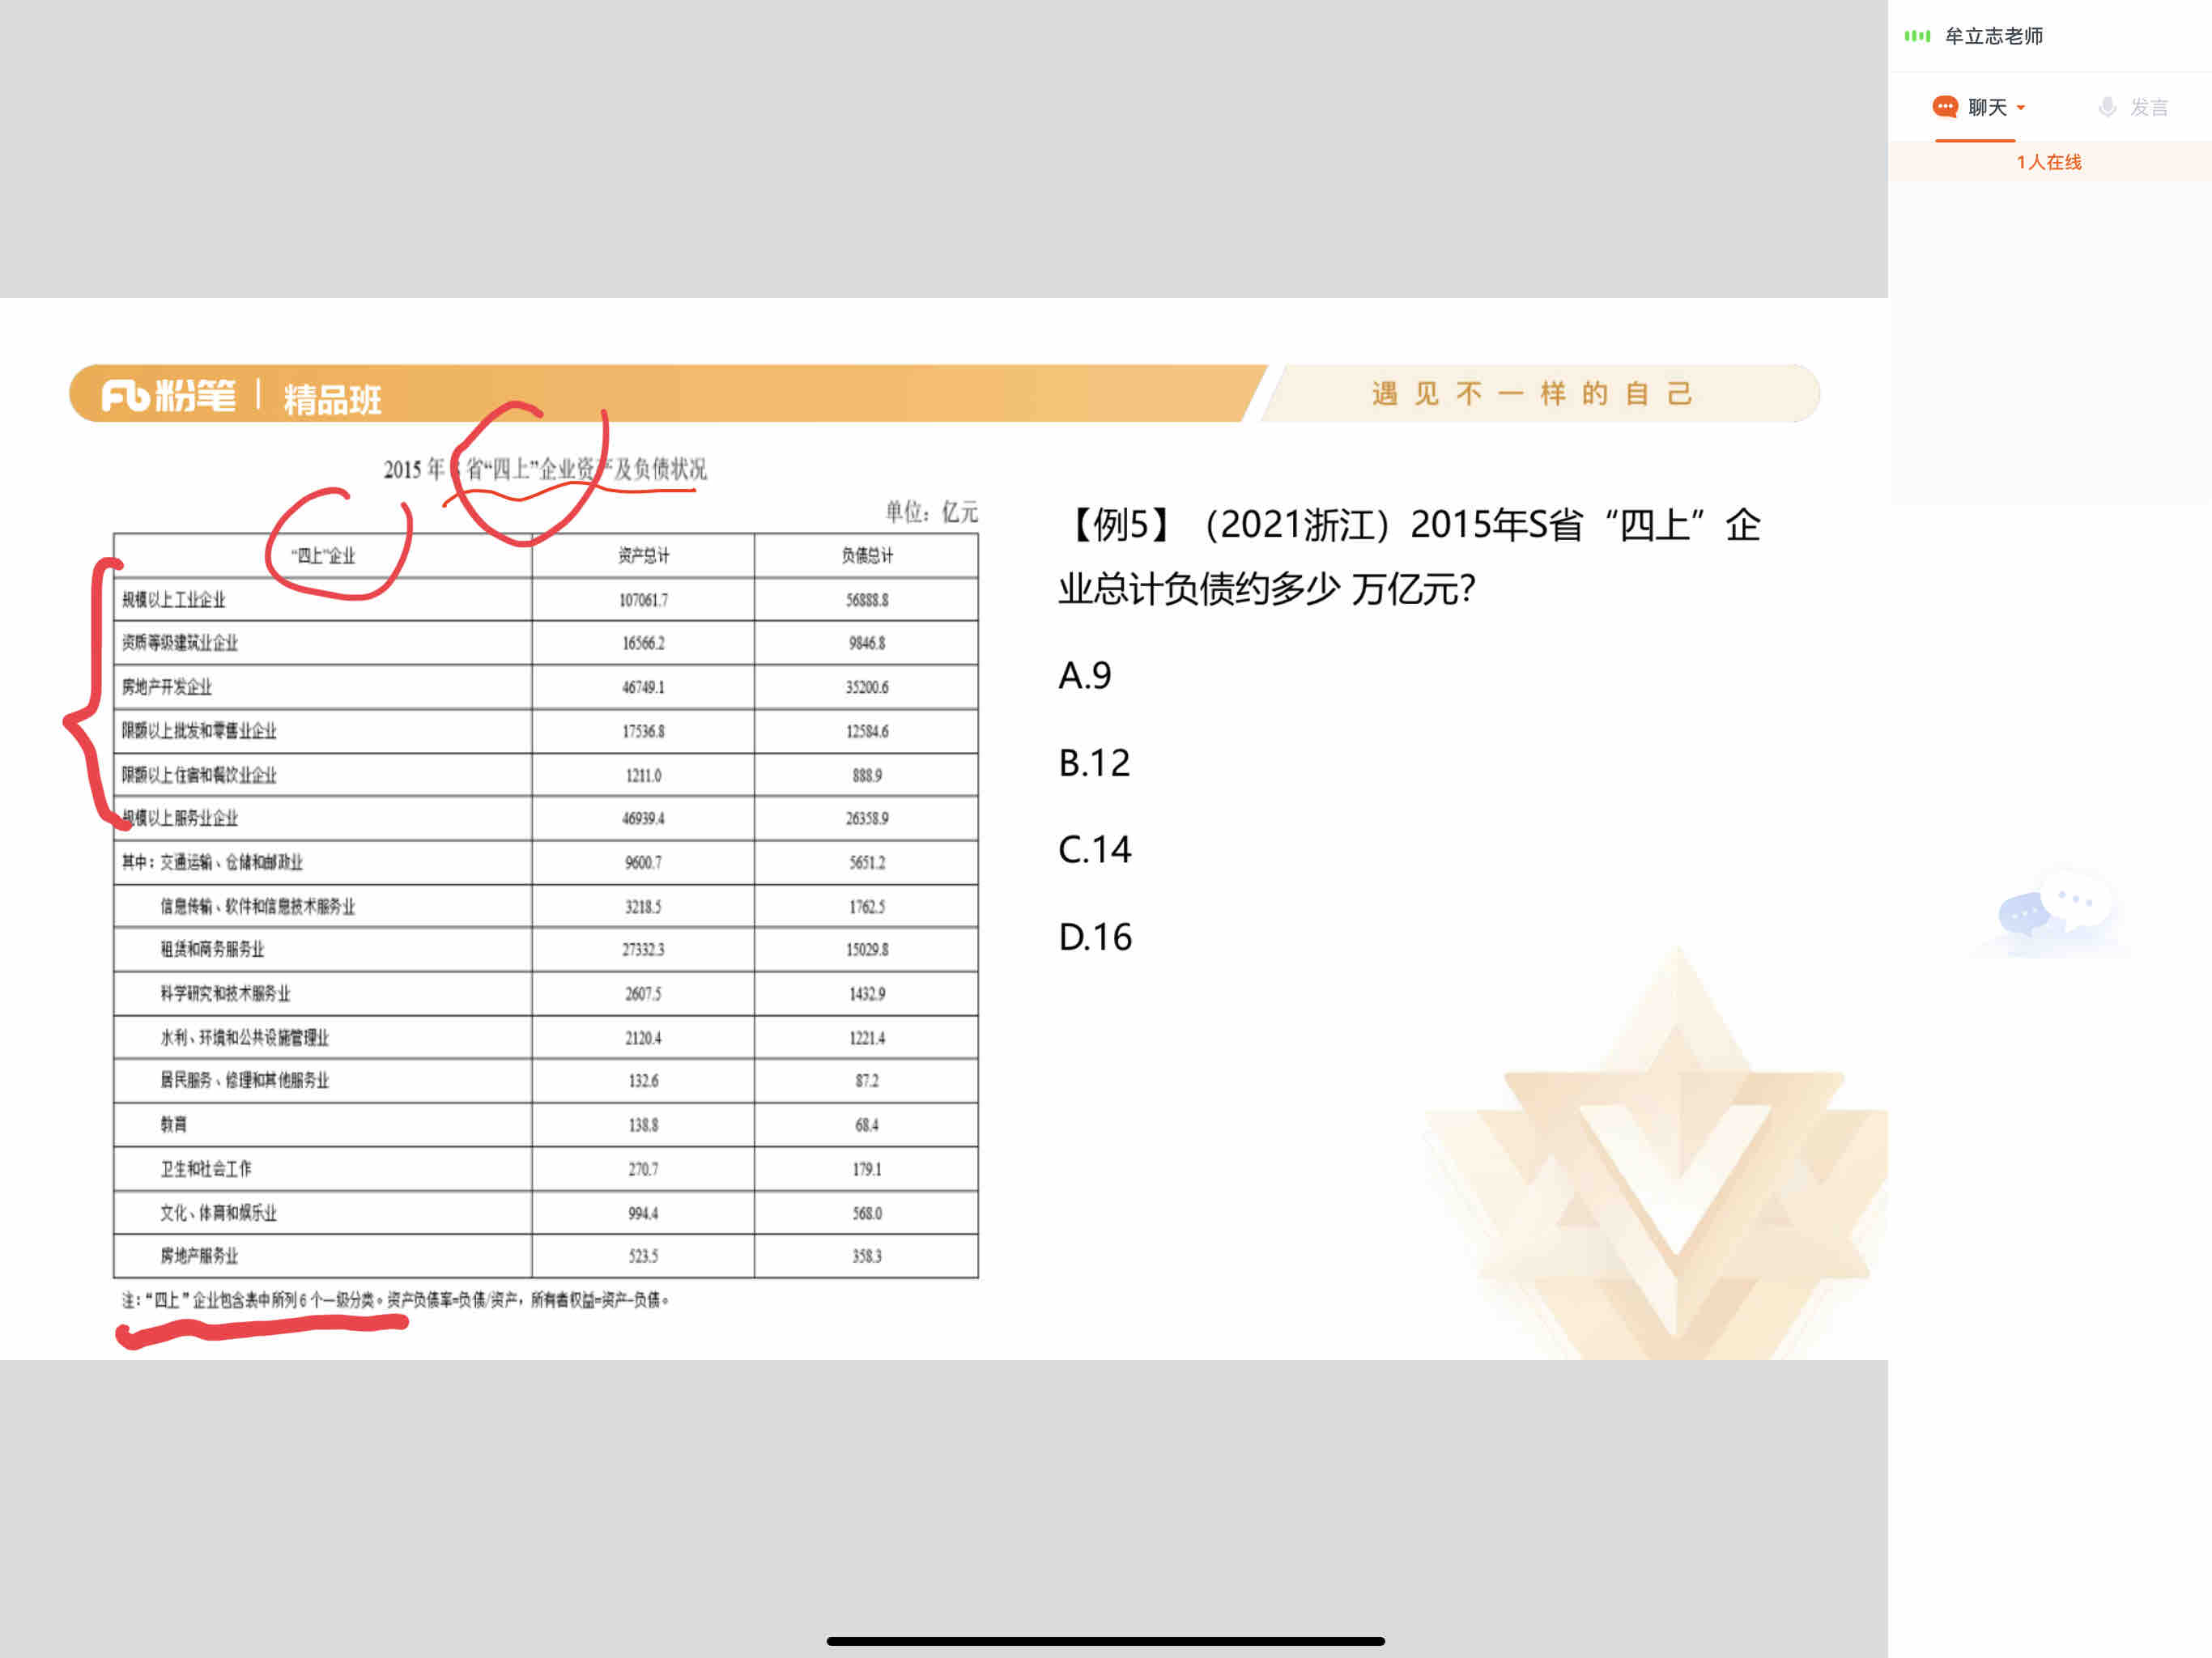 牟立志老师
聊天 发言
1人在线
粉笔 | 精品班
遇见不一样的自己
2015 年 省“四上”企业资产及负债状况
单位：亿元
“四上”企业 资产总计 负债总计
规模以上工业企业 107061.7 56888.8
资质等级建筑业企业 16566.2 9846.8
房地产开发企业 46749.1 35200.6
限额以上批发和零售业企业 17536.8 12584.6
限额以上住宿和餐饮业企业 1211.0 888.9
规模以上服务业企业 46939.4 26358.9
其中：交通运输、仓储和邮政业 9600.7 5651.2
信息传输、软件和信息技术服务业 3218.5 1762.5
租赁和商务服务业 27332.3 15029.8
科学研究和技术服务业 2607.5 1432.9
水利、环境和公共设施管理业 2120.4 1221.4
居民服务、修理和其他服务业 132.6 87.2
教育 138.8 68.4
卫生和社会工作 270.7 179.1
文化、体育和娱乐业 994.4 568.0
房地产服务业 523.5 358.3
注：“四上”企业包含表中所列 6 个一级分类。资产负债率=负债/资产，所有者权益=资产-负债。
【例5】（2021浙江）2015年S省“四上”企
业总计负债约多少 万亿元？
A.9
B.12
C.14
D.16